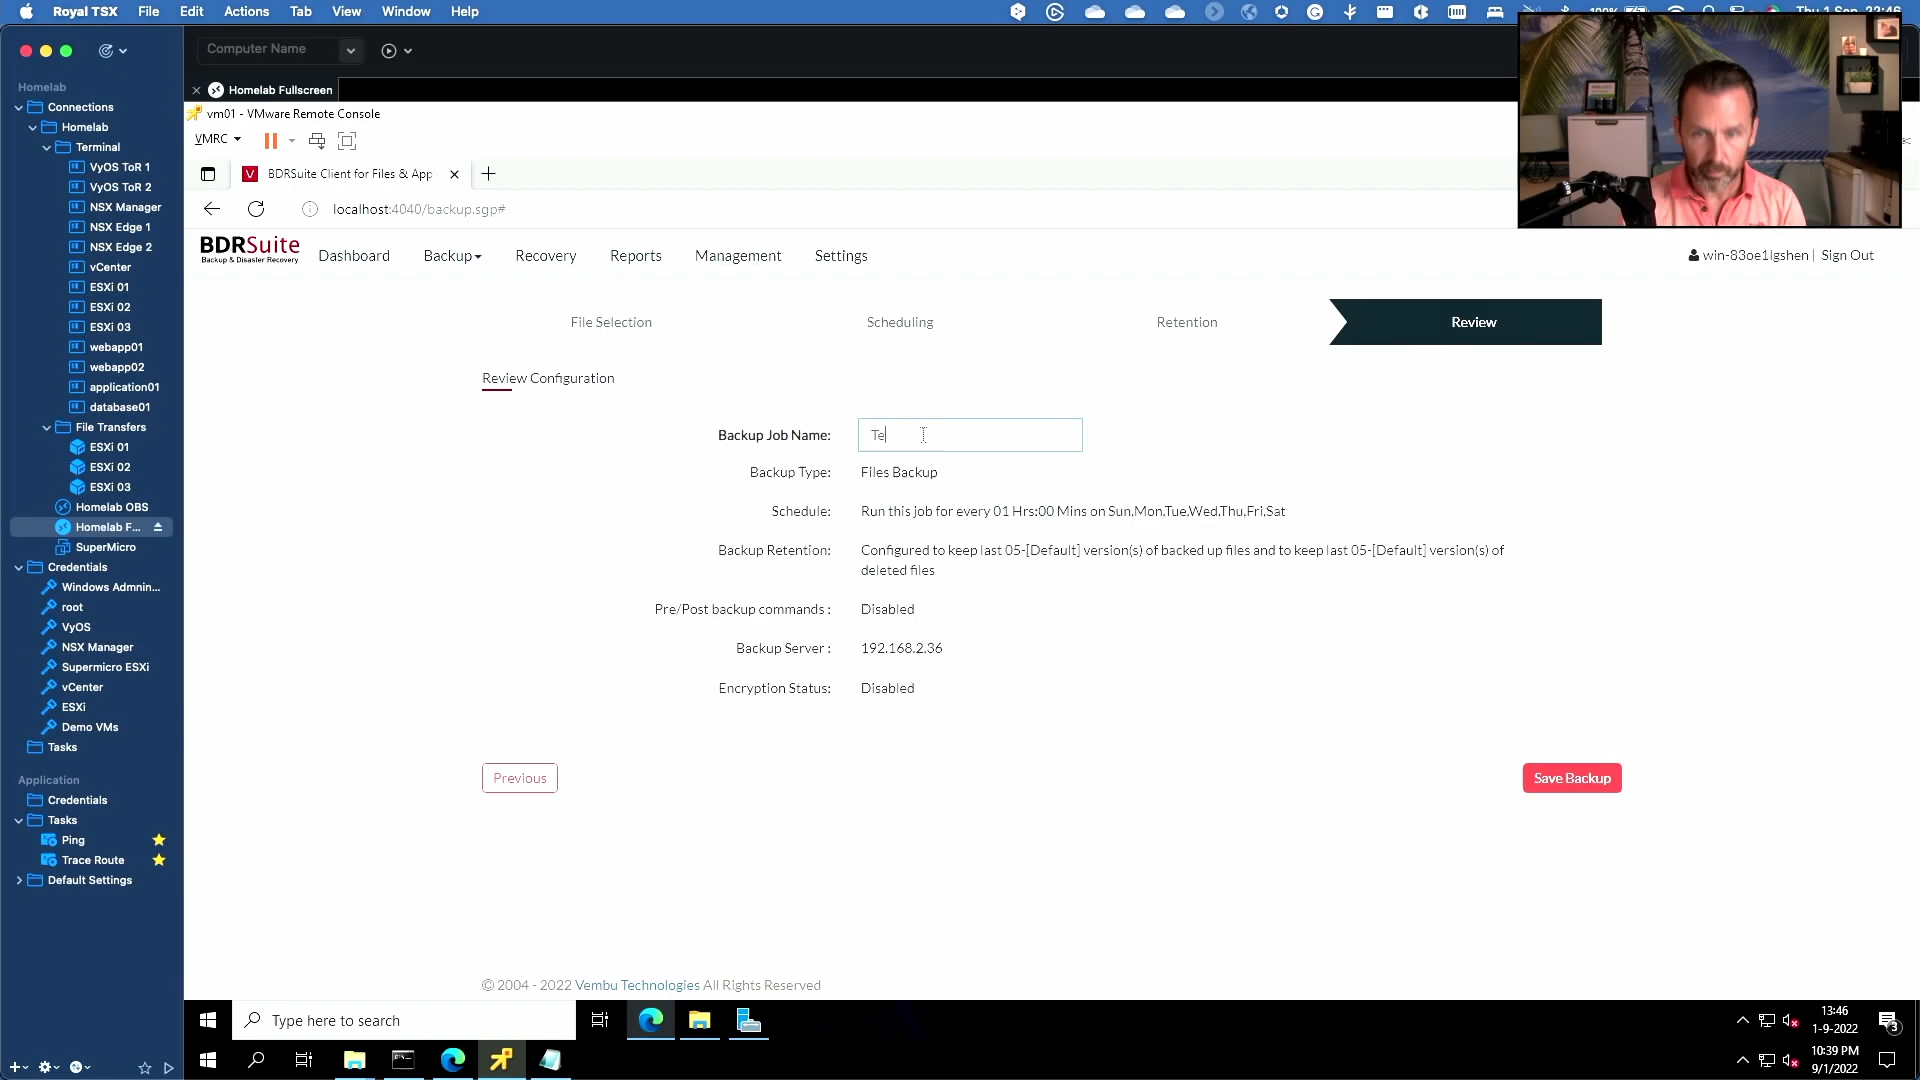 Royal TSX File Edit Actions Tab View Window Help
Computer Name
Homelab
Connections
Homelab
Terminal
VyOS ToR 1
VyOS ToR 2
NSX Manager
NSX Edge 1
NSX Edge 2
vCenter
ESXi 01
ESXi 02
ESXi 03
webapp01
webapp02
application01
database01
File Transfers
ESXi 01
ESXi 02
ESXi 03
Homelab OBS
Homelab F...
SuperMicro
Credentials
Windows Admnin...
root
VyOS
NSX Manager
Supermicro ESXi
vCenter
ESXi
Demo VMs
Tasks
Application
Credentials
Tasks
Ping
Trace Route
Default Settings
Homelab Fullscreen
vm01 - VMware Remote Console
VMRC
BDRSuite Client for Files & App
localhost:4040/backup.sgp#
BDRSuite
Backup & Disaster Recovery
Dashboard Backup Recovery Reports Management Settings
win-83oe1lgshen | Sign Out
File Selection Scheduling Retention Review
Review Configuration
Backup Job Name: Te
Backup Type: Files Backup
Schedule: Run this job for every 01 Hrs:00 Mins on Sun,Mon,Tue,Wed,Thu,Fri,Sat
Backup Retention: Configured to keep last 05-[Default] version(s) of backed up files and to keep last 05-[Default] version(s) of
deleted files
Pre/Post backup commands : Disabled
Backup Server : 192.168.2.36
Encryption Status: Disabled
Previous Save Backup
© 2004 - 2022 Vembu Technologies All Rights Reserved
Type here to search
13:46
1-9-2022
3
10:39 PM
9/1/2022